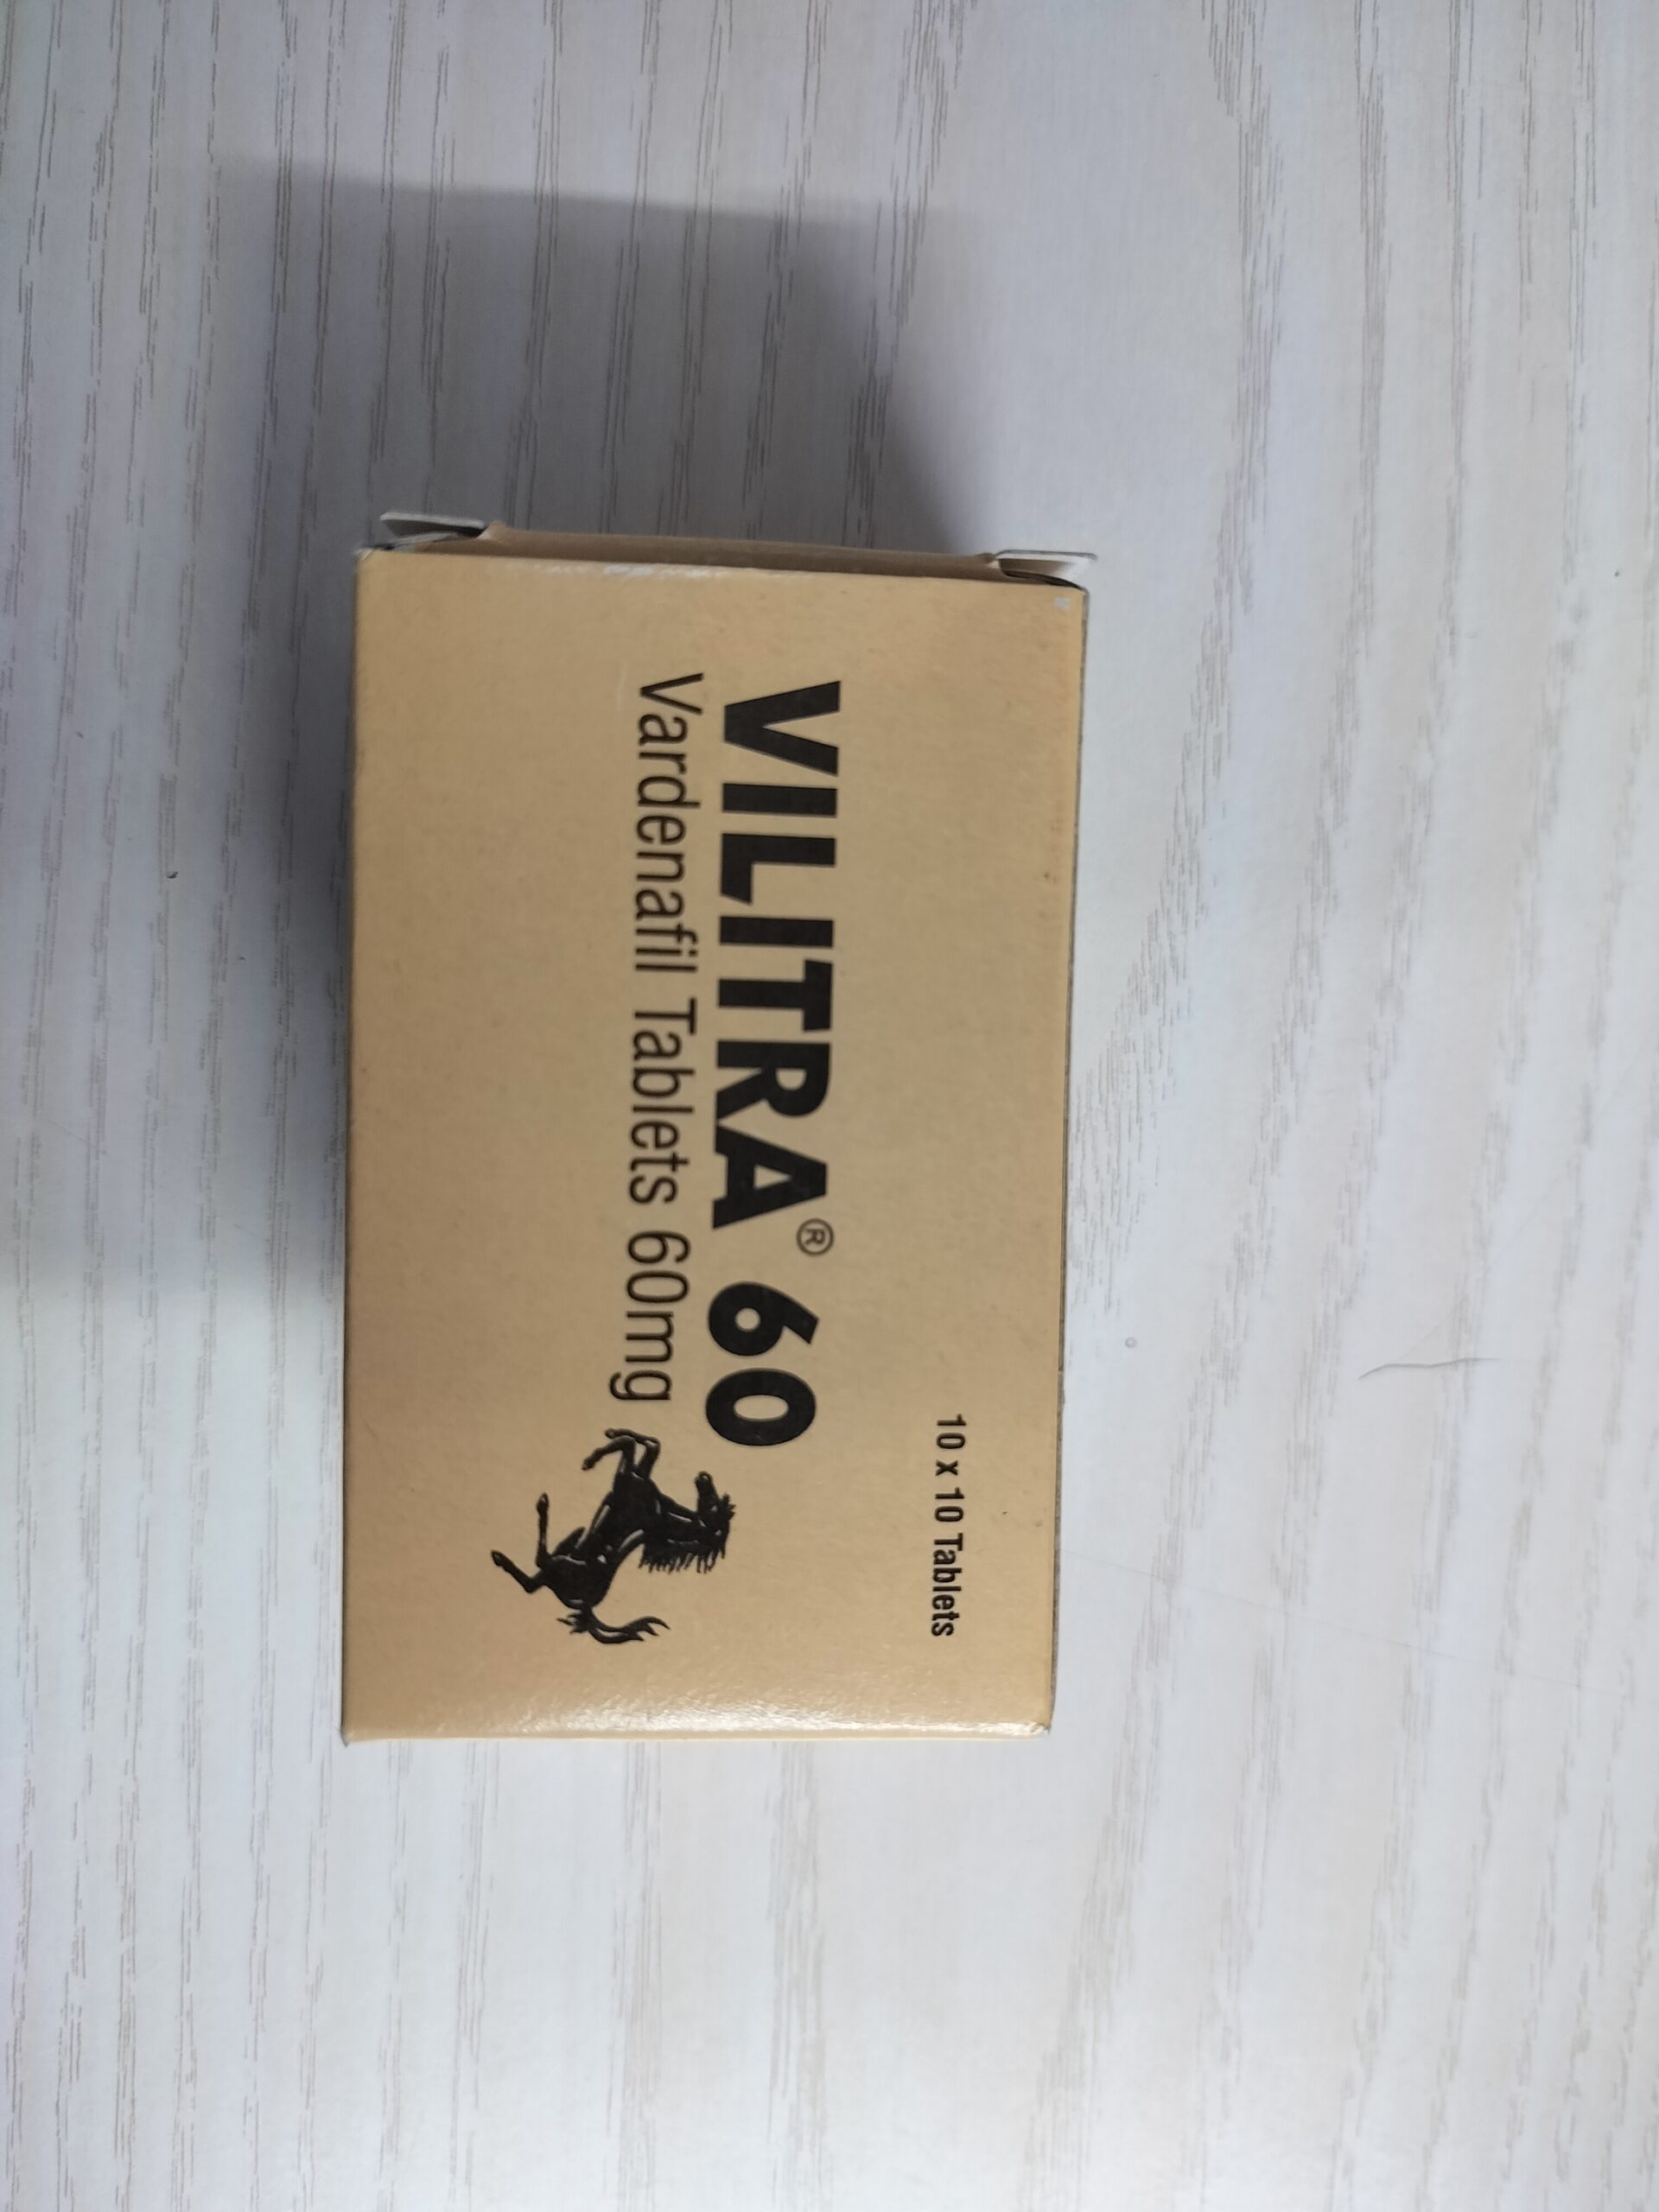 10 x 10 Tablets
VILITRA® 60
Vardenafil Tablets 60mg